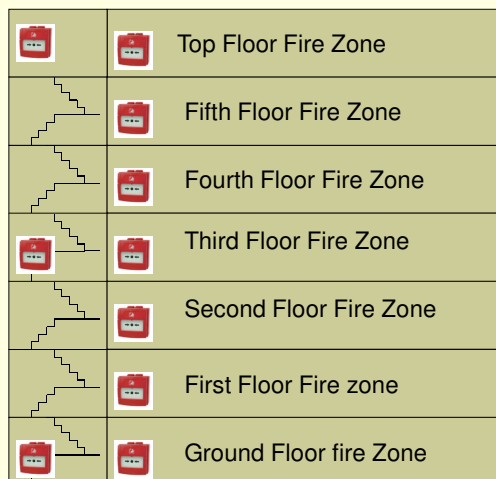 Top Floor Fire Zone
Fifth Floor Fire Zone
Fourth Floor Fire Zone
Third Floor Fire Zone
Second Floor Fire Zone
First Floor Fire zone
Ground Floor fire Zone